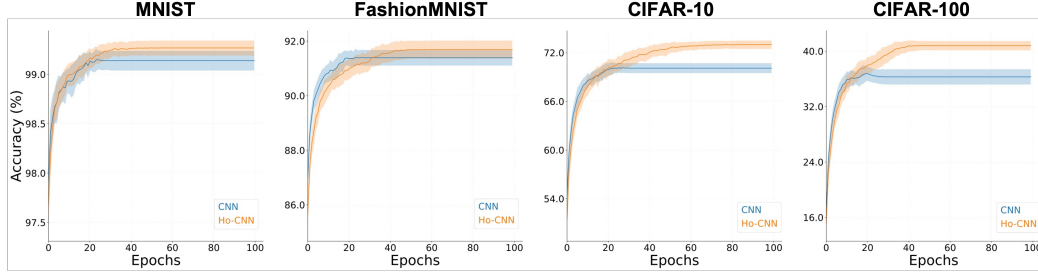 MNIST
FashionMNIST
CIFAR-10
CIFAR-100
Accuracy (%)
99.0
98.5
98.0
97.5
0 20 40 60 80 100
Epochs
CNN
Ho-CNN
92.0
90.0
88.0
86.0
0 20 40 60 80 100
Epochs
CNN
Ho-CNN
72.0
66.0
60.0
54.0
0 20 40 60 80 100
Epochs
CNN
Ho-CNN
40.0
32.0
24.0
16.0
0 20 40 60 80 100
Epochs
CNN
Ho-CNN